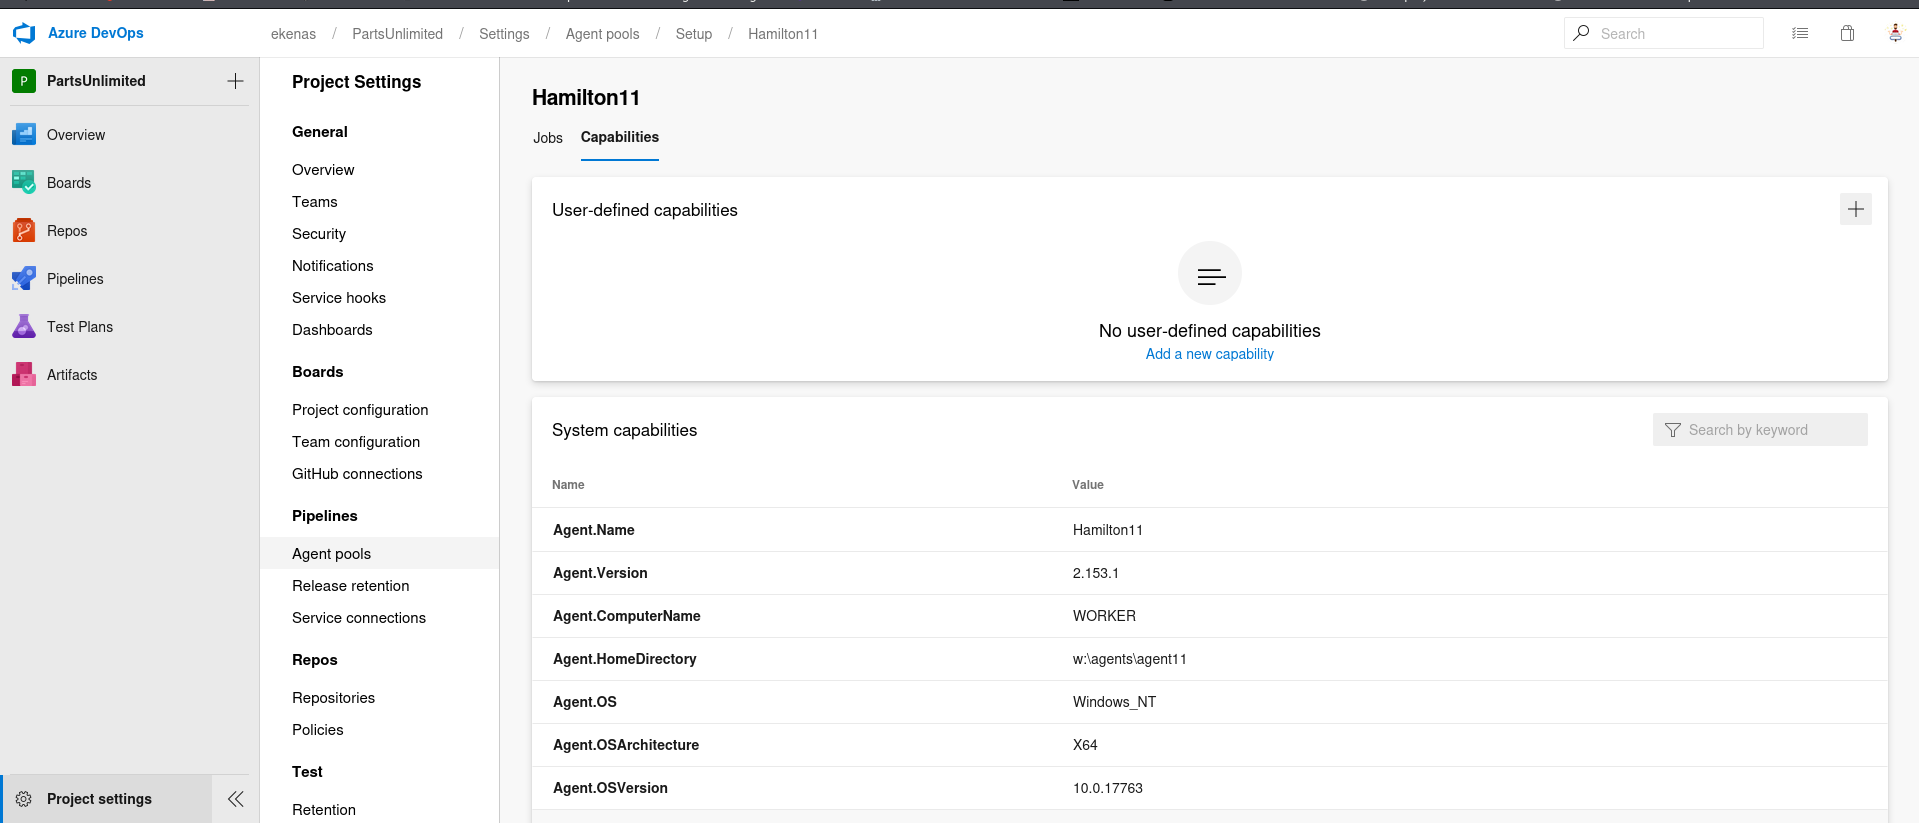 Azure DevOps
ekenas / PartsUnlimited / Settings / Agent pools / Setup / Hamilton11
Search
P PartsUnlimited
Overview
Boards
Repos
Pipelines
Test Plans
Artifacts
Project settings
Project Settings
General
Overview
Teams
Security
Notifications
Service hooks
Dashboards
Boards
Project configuration
Team configuration
GitHub connections
Pipelines
Agent pools
Release retention
Service connections
Repos
Repositories
Policies
Test
Retention
Hamilton11
Jobs Capabilities
User-defined capabilities
No user-defined capabilities
Add a new capability
System capabilities
Search by keyword
Name Value
Agent.Name Hamilton11
Agent.Version 2.153.1
Agent.ComputerName WORKER
Agent.HomeDirectory w:\agents\agent11
Agent.OS Windows_NT
Agent.OSArchitecture X64
Agent.OSVersion 10.0.17763